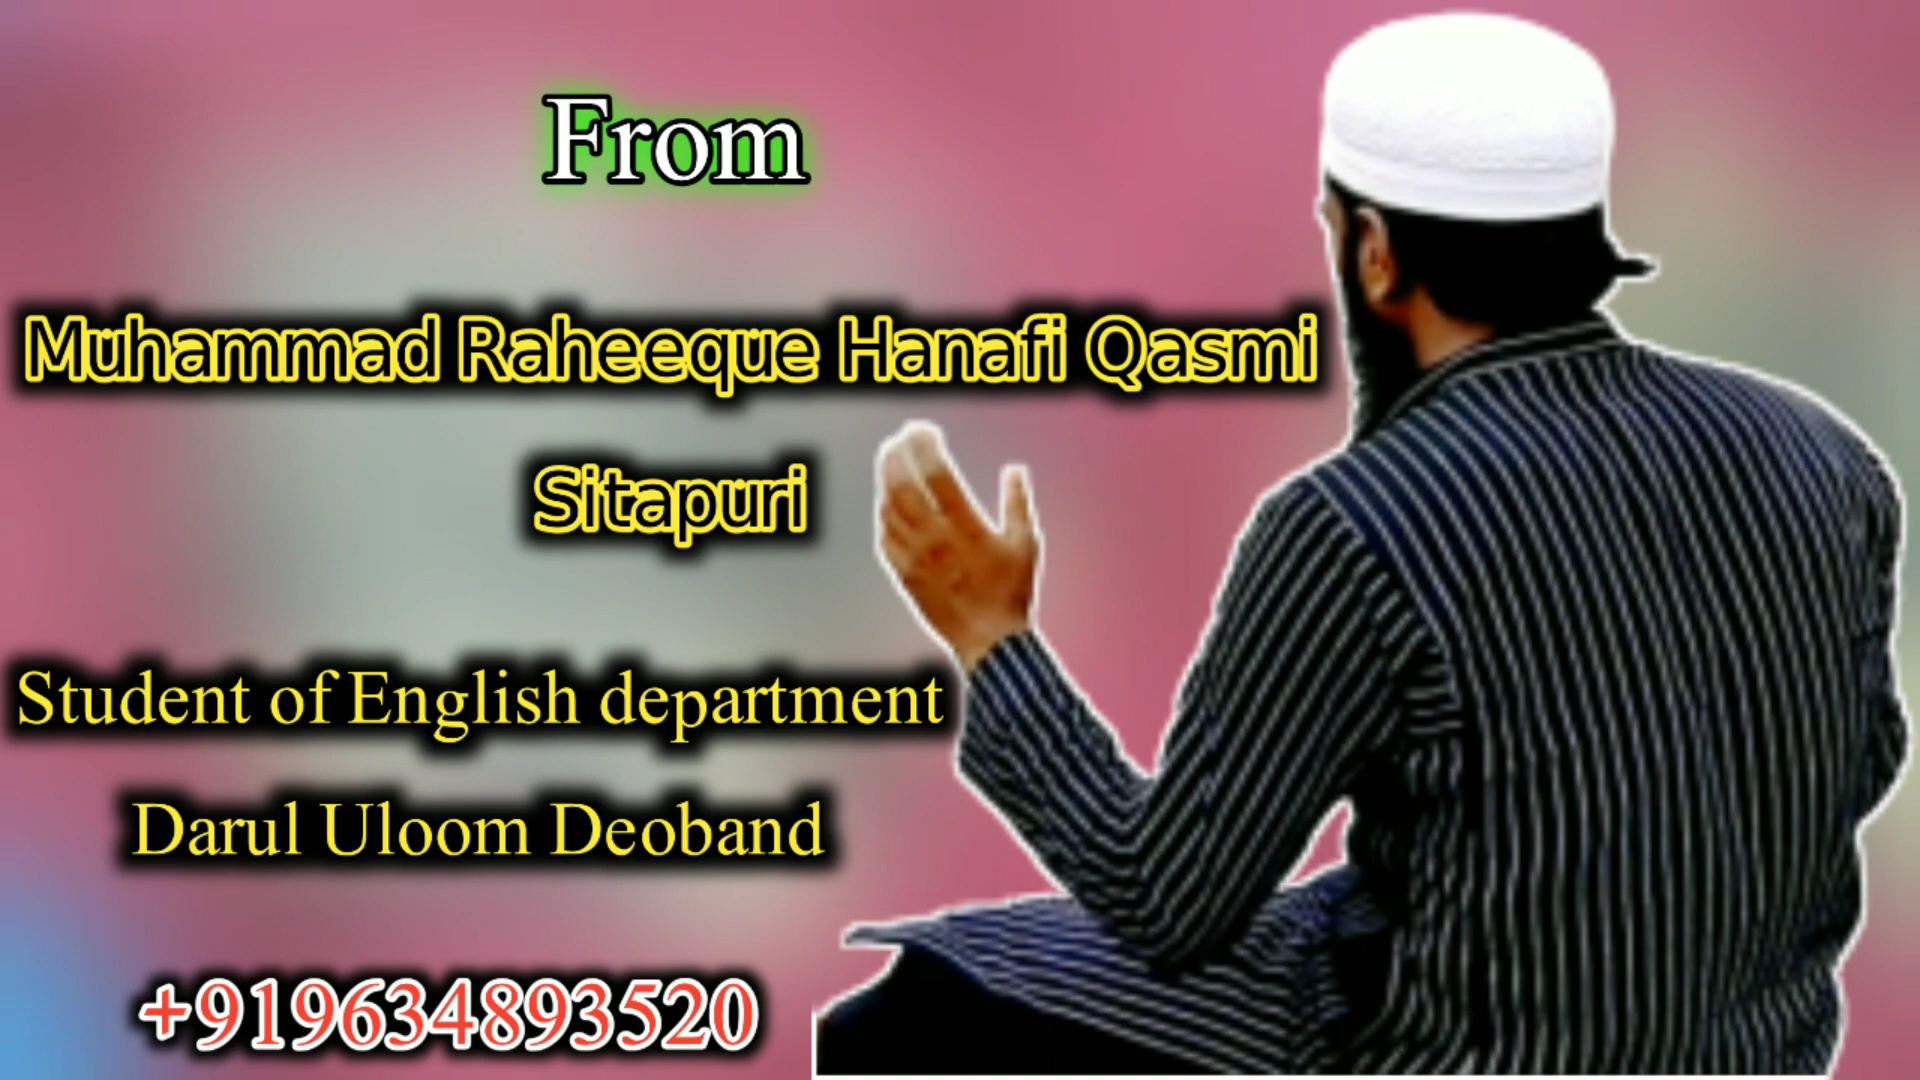 From
Muhammad Raheeque Hanafi Qasmi
Sitapuri
Student of English department
Darul Uloom Deoband
+919634893520